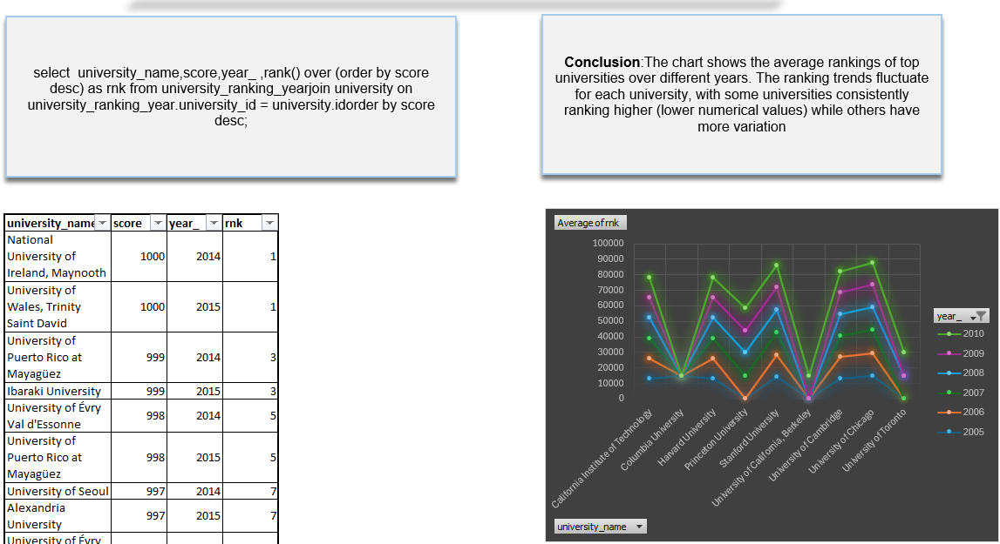 select  university_name,score,year_ ,rank() over (order by score
desc) as rnk from university_ranking_yearjoin university on
university_ranking_year.university_id = university.idorder by score
desc;
Conclusion:The chart shows the average rankings of top
universities over different years. The ranking trends fluctuate
for each university, with some universities consistently
ranking higher (lower numerical values) while others have
more variation
university_name score year_ rnk
National
University of
Ireland, Maynooth 1000 2014 1
University of
Wales, Trinity
Saint David 1000 2015 1
University of
Puerto Rico at
Mayagüez 999 2014 3
Ibaraki University 999 2015 3
University of Évry
Val d'Essonne 998 2014 5
University of
Puerto Rico at
Mayagüez 998 2015 5
University of Seoul 997 2014 7
Alexandria
University 997 2015 7
University of Évry
Average of rnk
100000
90000
80000
70000
60000
50000
40000
30000
20000
10000
0
California Institute of Technology
Columbia University
Harvard University
Princeton University
Stanford University
University of California, Berkeley
University of Cambridge
University of Chicago
University of Toronto
year_
2010
2009
2008
2007
2006
2005
university_name